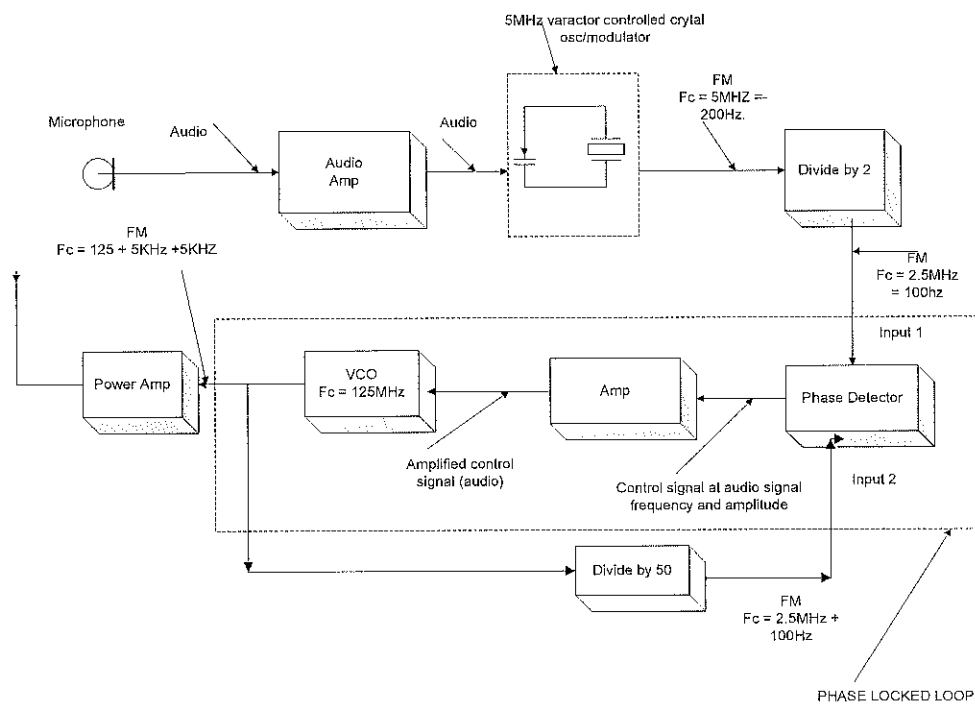 5MHz varactor controlled crytal
osc/modulator
FM
Fc = 5MHZ =-
200Hz.
Microphone
Audio
Audio
Audio
Amp
Divide by 2
FM
Fc = 125 + 5KHz +5KHZ
FM
Fc = 2.5MHz
= 100hz
Input 1
Power Amp
VCO
Fc = 125MHz
Amp
Phase Detector
Amplified control
signal (audio)
Control signal at audio signal
frequency and amplitude
Input 2
Divide by 50
FM
Fc = 2.5MHz +
100Hz
PHASE LOCKED LOOP